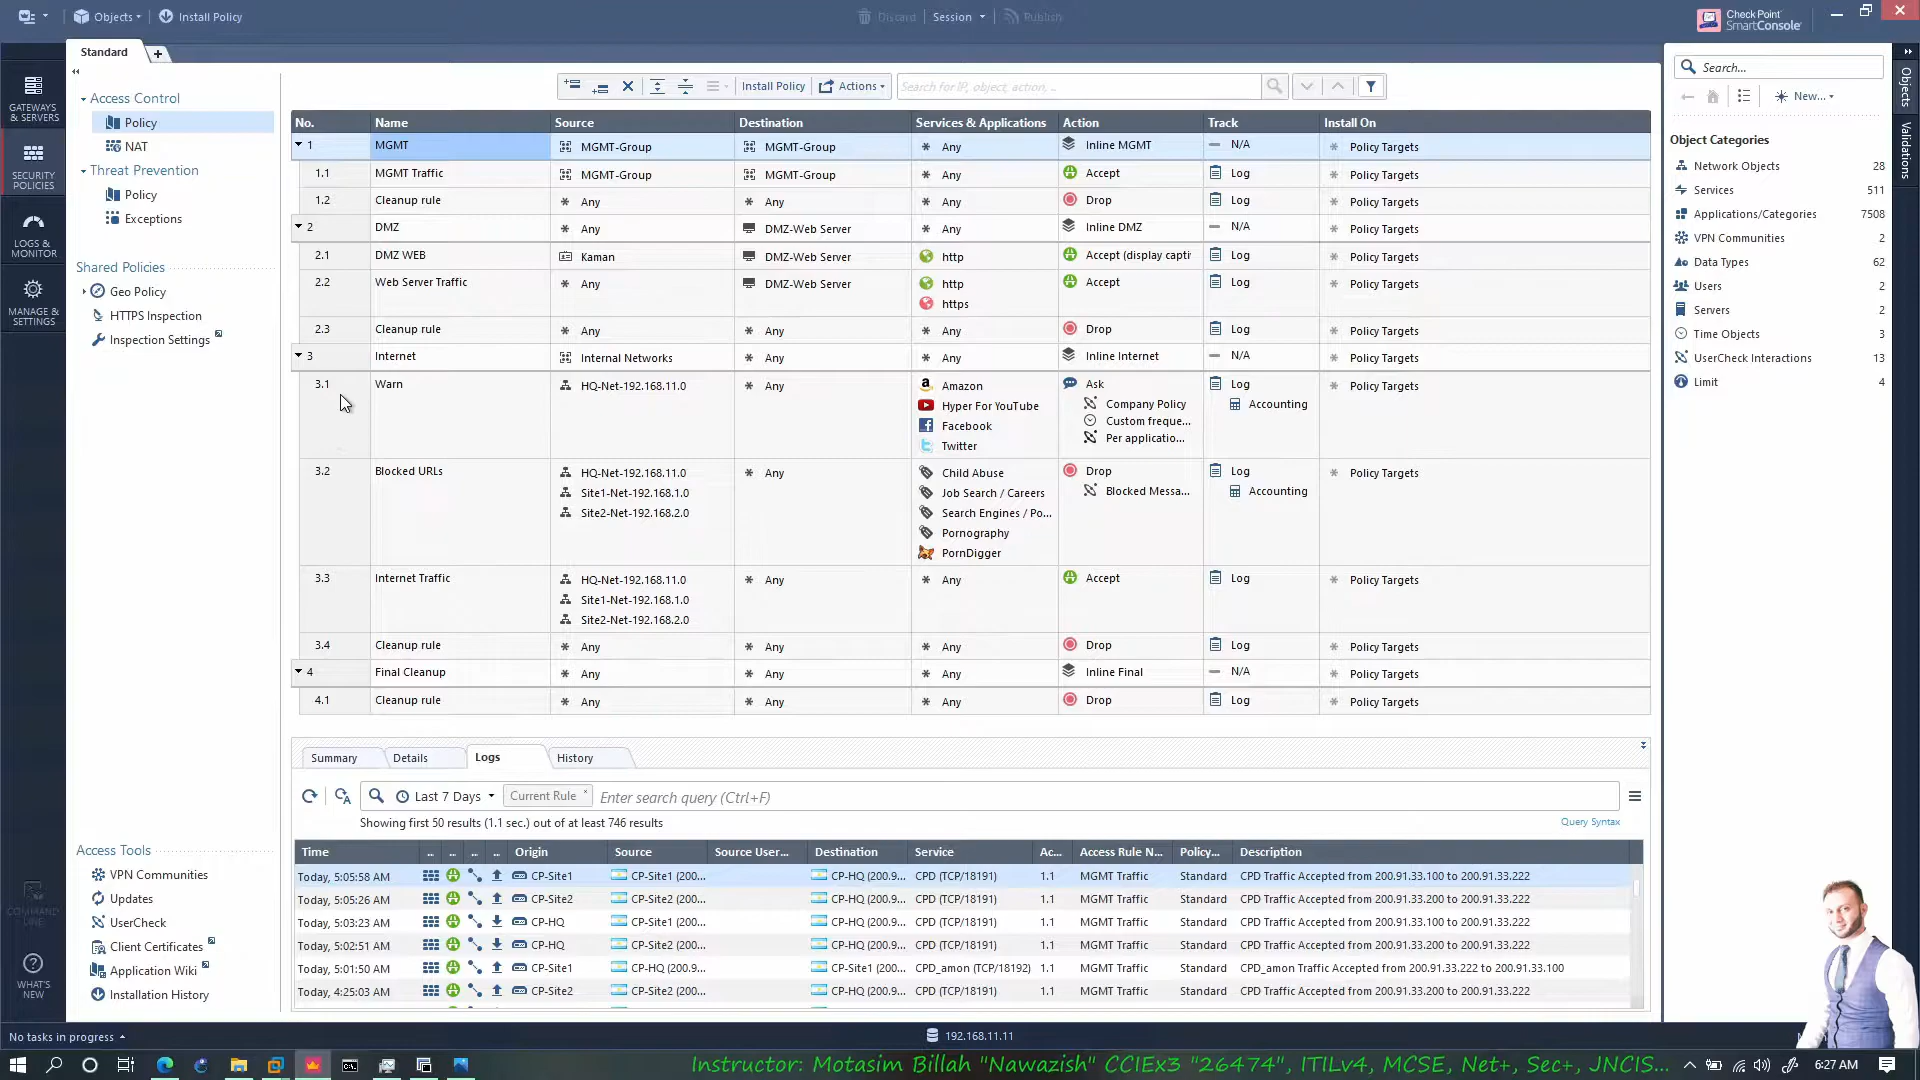 Objects
Install Policy
Discard
Session
Publish
Check Point
SmartConsole
Standard
+
GATEWAYS
& SERVERS
SECURITY
POLICIES
LOGS &
MONITOR
MANAGE &
SETTINGS
COMMAND
LINE
WHAT'S
NEW
Access Control
Policy
NAT
Threat Prevention
Policy
Exceptions
Shared Policies
Geo Policy
HTTPS Inspection
Inspection Settings
Access Tools
VPN Communities
Updates
UserCheck
Client Certificates
Application Wiki
Installation History
Install Policy
Actions
Search for IP, object, action, ...
No. Name Source Destination Services & Applications Action Track Install On
1 MGMT MGMT-Group MGMT-Group Any Inline MGMT N/A Policy Targets
1.1 MGMT Traffic MGMT-Group MGMT-Group Any Accept Log Policy Targets
1.2 Cleanup rule Any Any Any Drop Log Policy Targets
2 DMZ Any DMZ-Web Server Any Inline DMZ N/A Policy Targets
2.1 DMZ WEB Kaman DMZ-Web Server http Accept (display capti Log Policy Targets
2.2 Web Server Traffic Any DMZ-Web Server http Accept Log Policy Targets
https
2.3 Cleanup rule Any Any Any Drop Log Policy Targets
3 Internet Internal Networks Any Any Inline Internet N/A Policy Targets
3.1 Warn HQ-Net-192.168.11.0 Any Amazon Ask Log Policy Targets
Hyper For YouTube Company Policy Accounting
Facebook Custom freque...
Twitter Per applicatio...
3.2 Blocked URLs HQ-Net-192.168.11.0 Any Child Abuse Drop Log Policy Targets
Site1-Net-192.168.1.0 Job Search / Careers Blocked Messa... Accounting
Site2-Net-192.168.2.0 Search Engines / Po...
Pornography
PornDigger
3.3 Internet Traffic HQ-Net-192.168.11.0 Any Any Accept Log Policy Targets
Site1-Net-192.168.1.0
Site2-Net-192.168.2.0
3.4 Cleanup rule Any Any Any Drop Log Policy Targets
4 Final Cleanup Any Any Any Inline Final N/A Policy Targets
4.1 Cleanup rule Any Any Any Drop Log Policy Targets
Summary Details Logs History
Last 7 Days Current Rule Enter search query (Ctrl+F)
Showing first 50 results (1.1 sec.) out of at least 746 results
Query Syntax
Time ... ... ... ... Origin Source Source User... Destination Service Ac... Access Rule N... Policy... Description
Today, 5:05:58 AM CP-Site1 CP-Site1 (200... CP-HQ (200.9... CPD (TCP/18191) 1.1 MGMT Traffic Standard CPD Traffic Accepted from 200.91.33.100 to 200.91.33.222
Today, 5:05:26 AM CP-Site2 CP-Site2 (200... CP-HQ (200.9... CPD (TCP/18191) 1.1 MGMT Traffic Standard CPD Traffic Accepted from 200.91.33.200 to 200.91.33.222
Today, 5:03:23 AM CP-HQ CP-Site1 (200... CP-HQ (200.9... CPD (TCP/18191) 1.1 MGMT Traffic Standard CPD Traffic Accepted from 200.91.33.100 to 200.91.33.222
Today, 5:02:51 AM CP-HQ CP-Site2 (200... CP-HQ (200.9... CPD (TCP/18191) 1.1 MGMT Traffic Standard CPD Traffic Accepted from 200.91.33.200 to 200.91.33.222
Today, 5:01:50 AM CP-Site1 CP-HQ (200.9... CP-Site1 (200... CPD_amon (TCP/18192) 1.1 MGMT Traffic Standard CPD_amon Traffic Accepted from 200.91.33.222 to 200.91.33.100
Today, 4:25:03 AM CP-Site2 CP-Site2 (200... CP-HQ (200.9... CPD (TCP/18191) 1.1 MGMT Traffic Standard CPD Traffic Accepted from 200.91.33.200 to 200.91.33.222
Search...
New...
Object Categories
Network Objects 28
Services 511
Applications/Categories 7508
VPN Communities 2
Data Types 62
Users 2
Servers 2
Time Objects 3
UserCheck Interactions 13
Limit 4
Objects
Validations
No tasks in progress
192.168.11.11
Instructor: Motasim Billah "Nawazish" CCIEx3 "26474", ITILv4, MCSE, Net+, Sec+, JNCIS...
6:27 AM